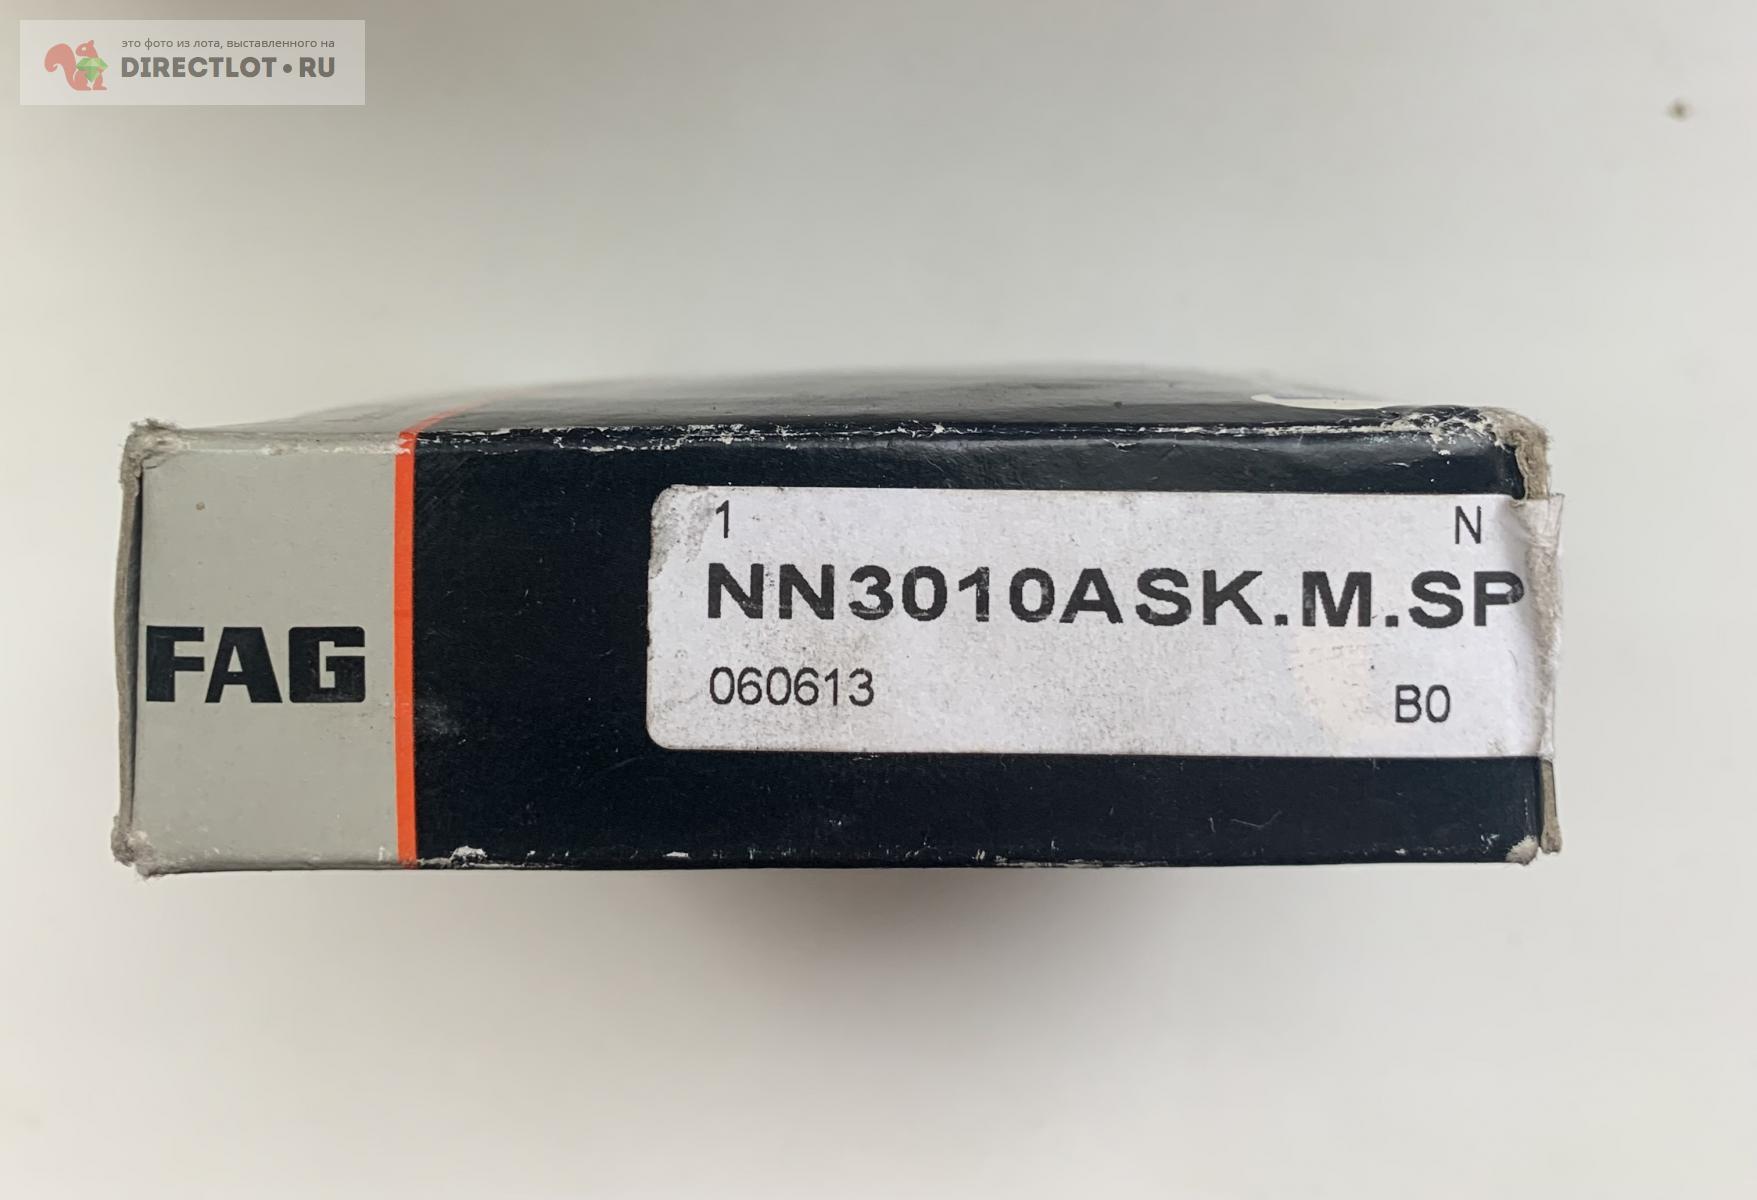 это фото из лота, выставленного на
DIRECTLOT•RU
FAG
1 N
NN3010ASK.M.SP
060613 B0